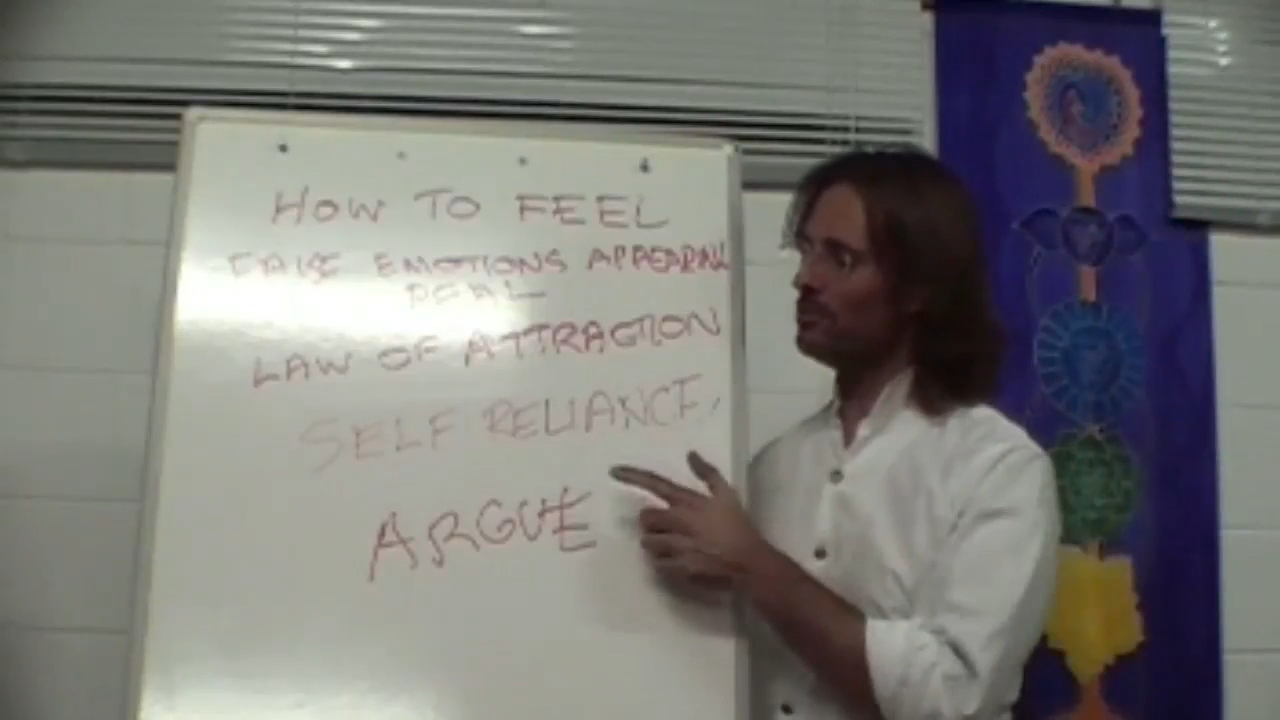 HOW TO FEEL
FALSE EMOTIONS APPEARING
REAL
LAW OF ATTRACTION
SELF RELIANCE,
ARGUE